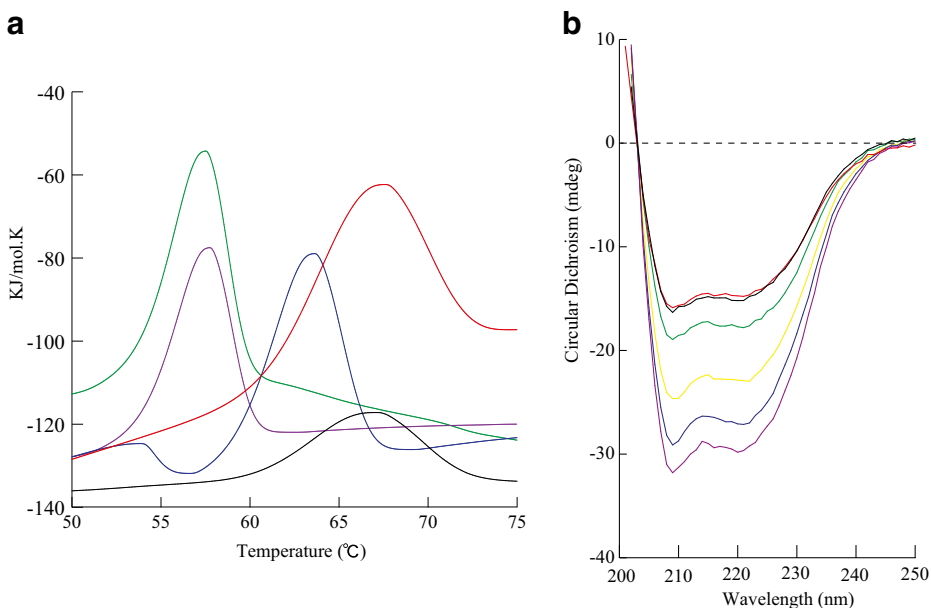 a
KJ/mol.K
-40
-60
-80
-100
-120
-140
50 55 60 65 70 75
Temperature (℃)
b
Circular Dichroism (mdeg)
10
0
-10
-20
-30
-40
200 210 220 230 240 250
Wavelength (nm)